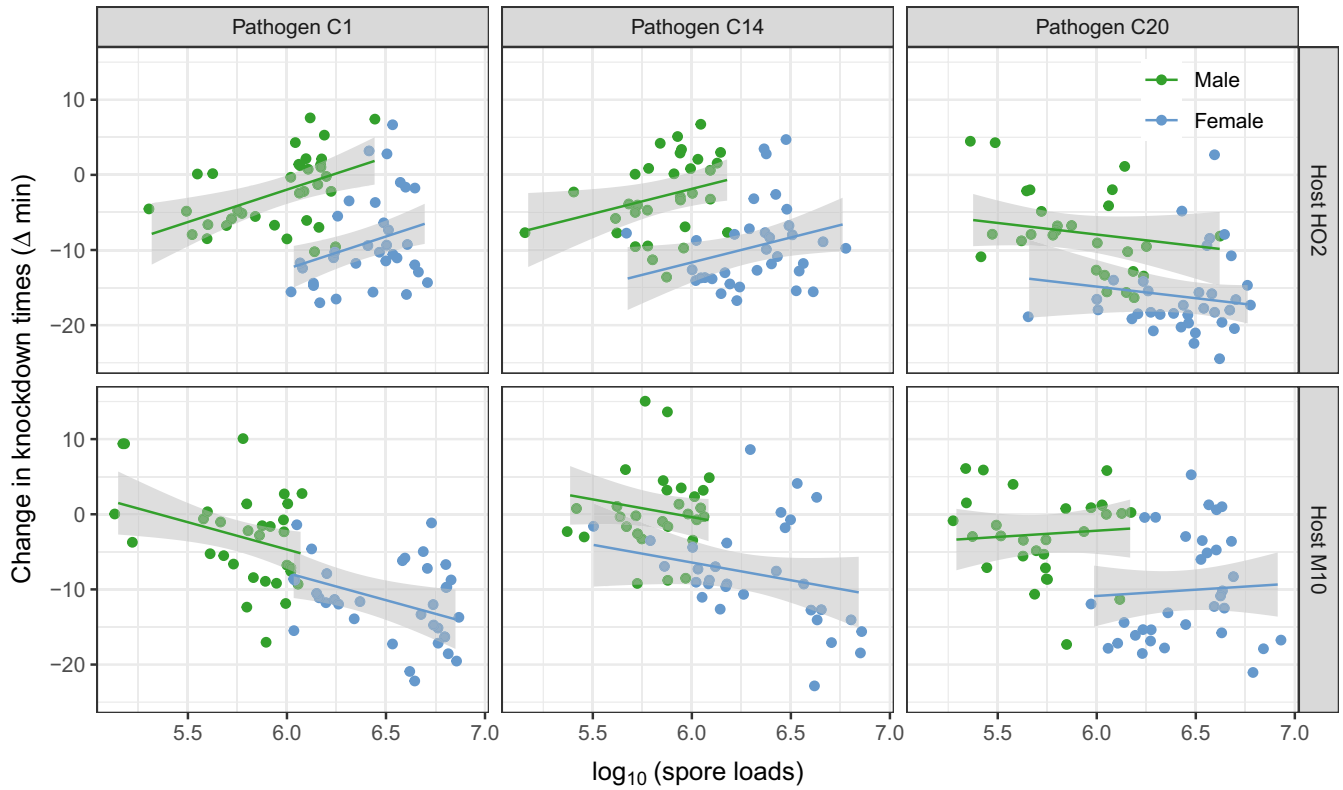 Pathogen C1
Pathogen C14
Pathogen C20
Change in knockdown times (Δ min)
10
0
−10
−20
Male
Female
Host HO2
10
0
−10
−20
Host M10
5.5
6.0
6.5
7.0
5.5
6.0
6.5
7.0
5.5
6.0
6.5
7.0
log₁₀ (spore loads)